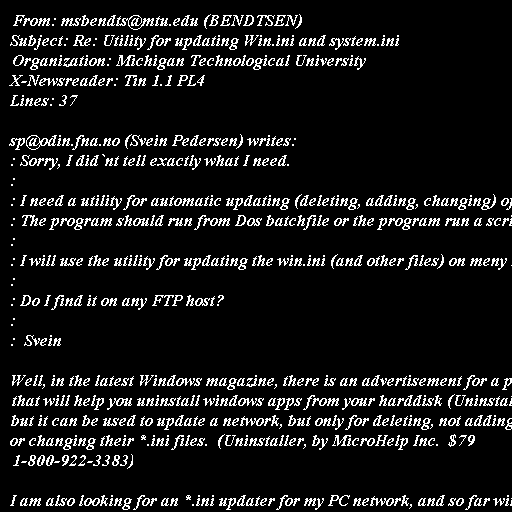 From: msbendts@mtu.edu (BENDTSEN)
Subject: Re: Utility for updating Win.ini and system.ini
Organization: Michigan Technological University
X-Newsreader: Tin 1.1 PL4
Lines: 37

sp@odin.fna.no (Svein Pedersen) writes:
: Sorry, I did`nt tell exactly what I need.
:
: I need a utility for automatic updating (deleting, adding, changing) of
: The program should run from Dos batchfile or the program run a scri
:
: I will use the utility for updating the win.ini (and other files) on meny
:
: Do I find it on any FTP host?
:
:  Svein

Well, in the latest Windows magazine, there is an advertisement for a p
that will help you uninstall windows apps from your harddisk (Uninstal
but it can be used to update a network, but only for deleting, not adding
or changing their *.ini files.  (Uninstaller, by MicroHelp Inc.  $79
1-800-922-3383)

I am also looking for an *.ini updater for my PC network, and so far wi